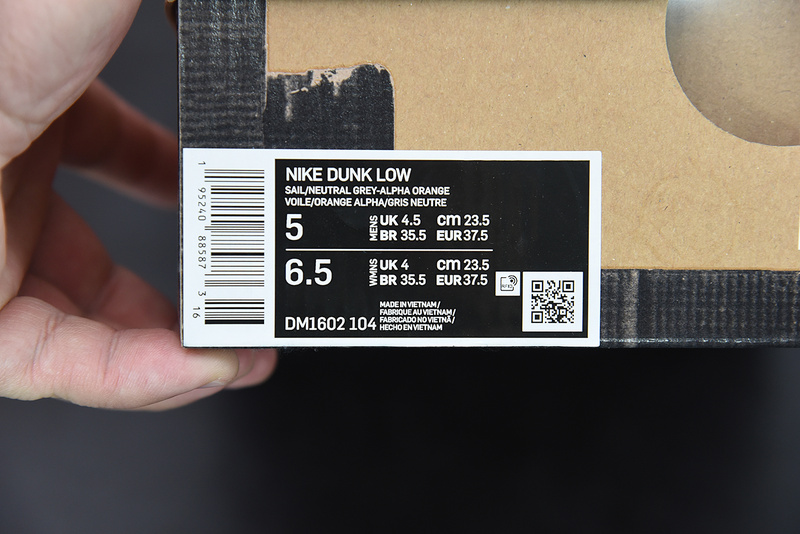 NIKE DUNK LOW
SAIL/NEUTRAL GREY-ALPHA ORANGE
VOILE/ORANGE ALPHA/GRIS NEUTRE
5 MENS UK 4.5 cm 23.5
BR 35.5 EUR 37.5
6.5 WMNS UK 4 cm 23.5
BR 35.5 EUR 37.5
MADE IN VIETNAM/
FABRIQUE AU VIETNAM/
FABRICADO NO VIETNÃ/
HECHO EN VIETNAM
DM1602 104
1 95240 88587 3 16